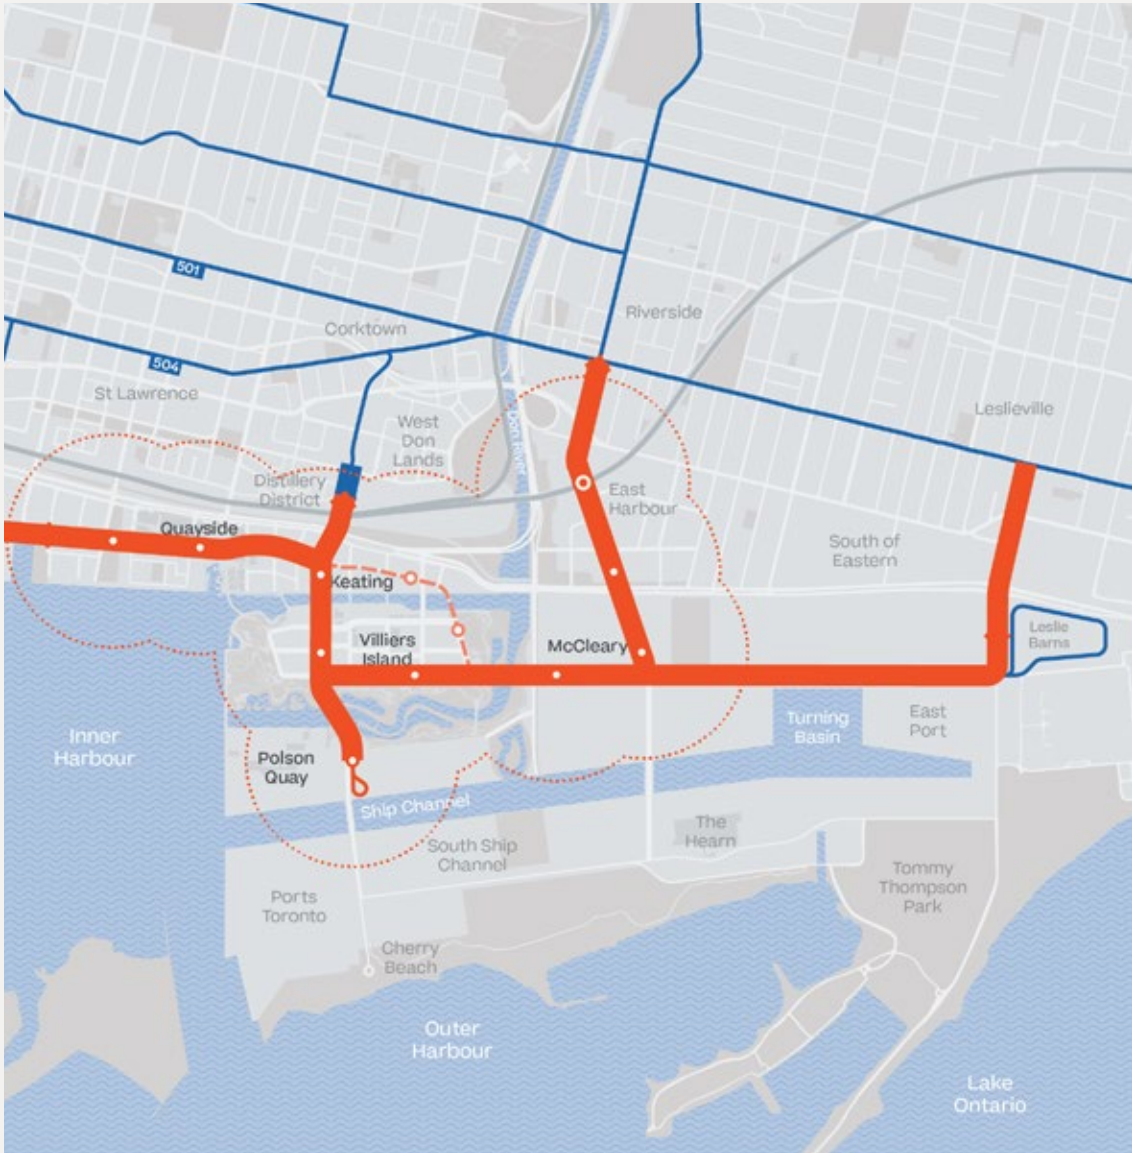 501
Riverside
Corktown
504
St Lawrence
Leslieville
West
Don
Lands
Don River
Distillery
District
East
Harbour
Quayside
South of
Eastern
Keating
Villiers
Island
McCleary
Leslie
Barns
East
Port
Turning
Basin
Inner
Harbour
Polson
Quay
Ship Channel
The
Hearn
South Ship
Channel
Tommy
Thompson
Park
Ports
Toronto
Cherry
Beach
Outer
Harbour
Lake
Ontario